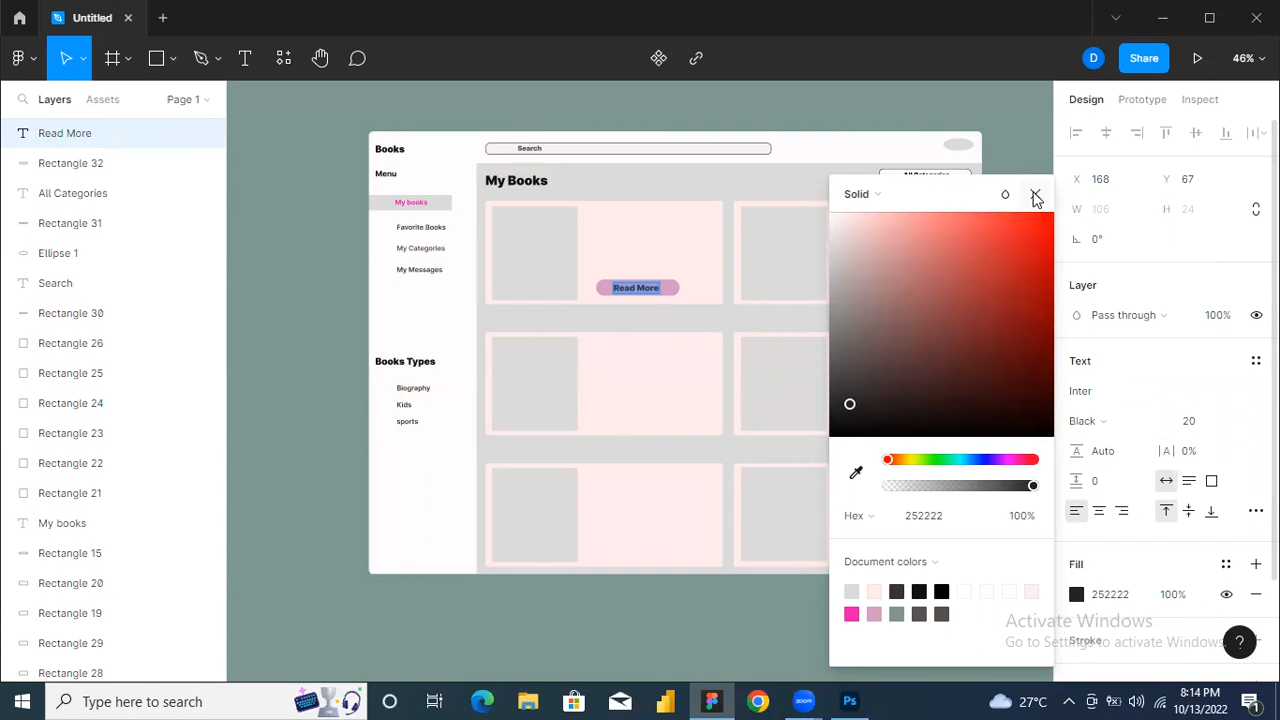 Untitled
Share
46%
Layers
Assets
Page 1
Read More
Rectangle 32
All Categories
Rectangle 31
Ellipse 1
Search
Rectangle 30
Rectangle 26
Rectangle 25
Rectangle 24
Rectangle 23
Rectangle 22
Rectangle 21
My books
Rectangle 15
Rectangle 20
Rectangle 19
Rectangle 29
Rectangle 28
Books
Search
Menu
My Books
My books
Favorite Books
My Categories
My Messages
Read More
Books Types
Biography
Kids
sports
Solid
Hex
252222
100%
Document colors
D
Design
Prototype
Inspect
X 168
Y 67
W 106
H 24
0°
Layer
Pass through
100%
Text
Inter
Black
20
A Auto
|A| 0%
0
Fill
252222
100%
Stroke
Activate Windows
Go to Settings to activate Windows.
?
Type here to search
27°C
8:14 PM
10/13/2022
1